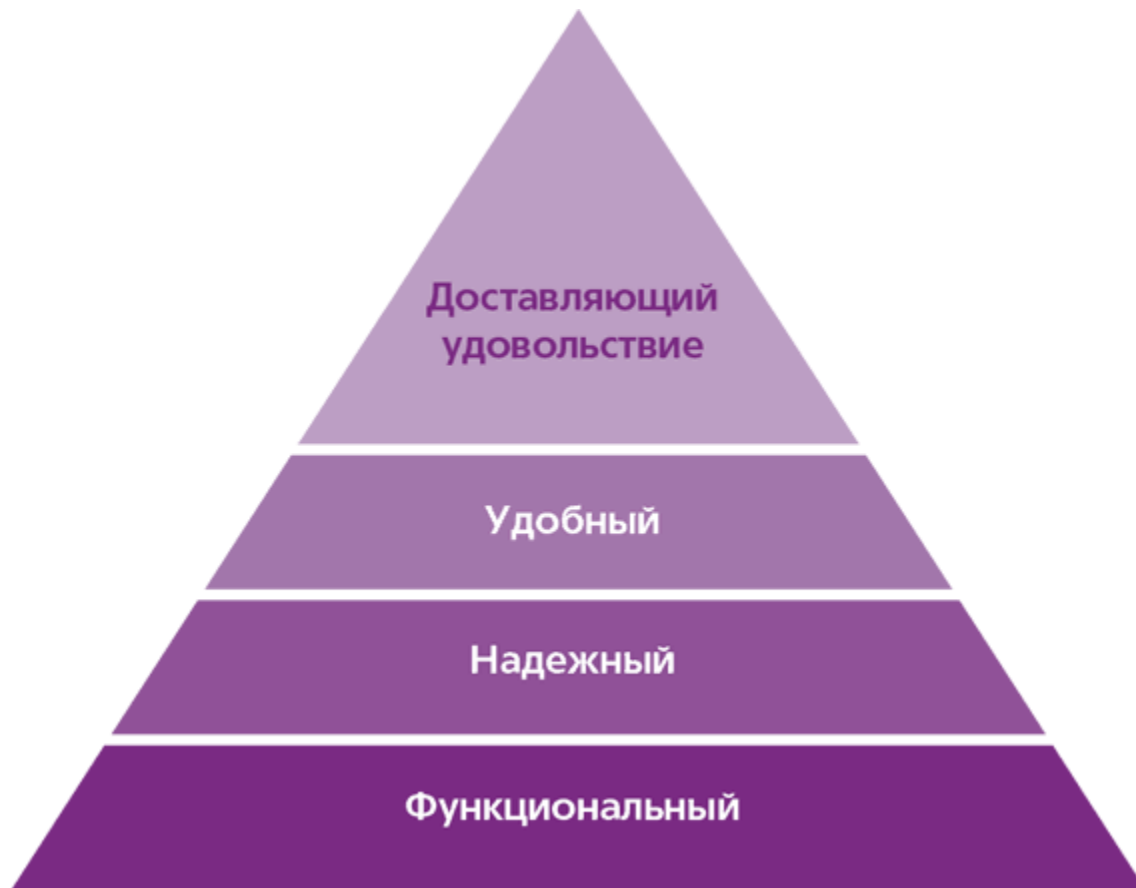 Доставляющий
удовольствие
Удобный
Надежный
Функциональный